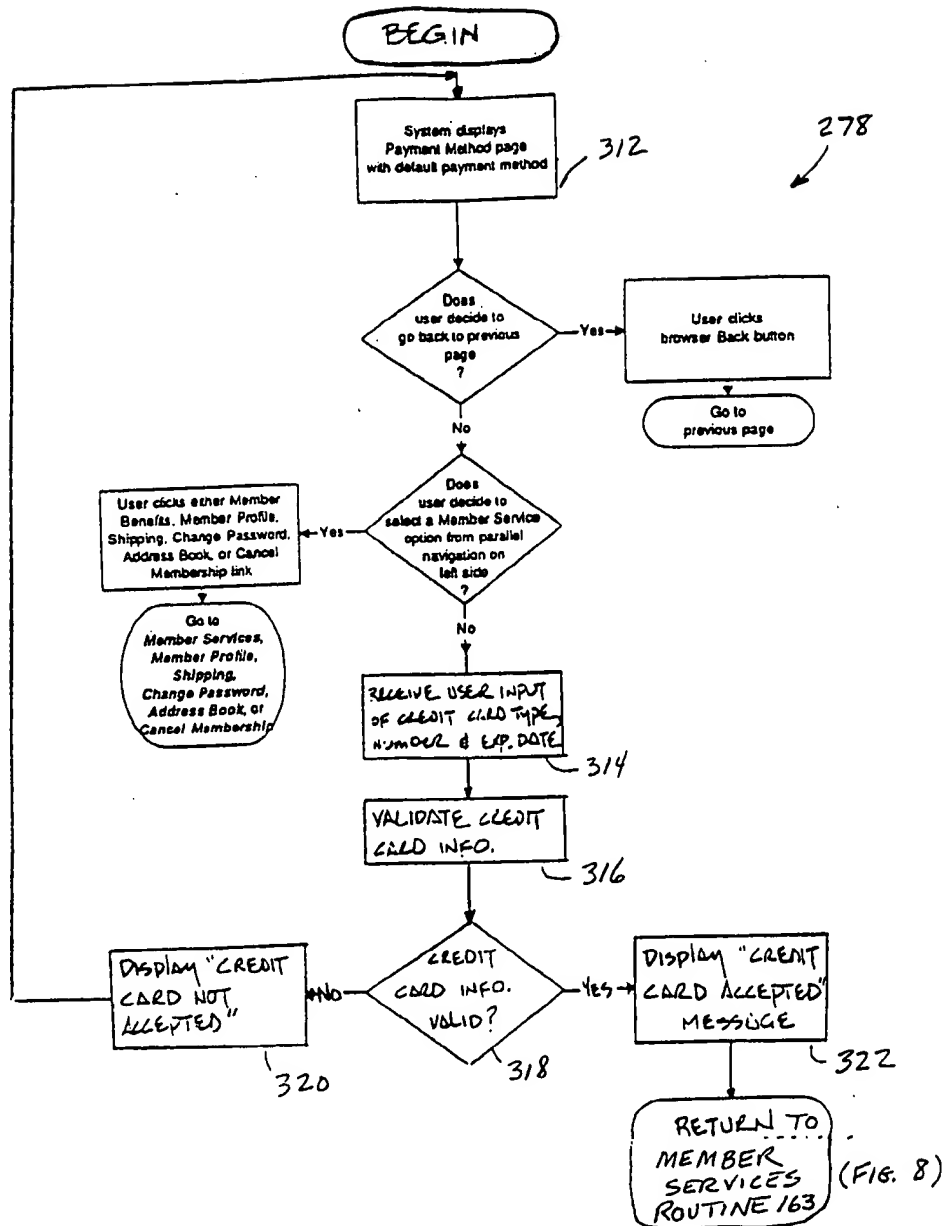 BEGIN
System displays
Payment Method page
with default payment method
312
278
Does
user decide to
go back to previous
page
?
Yes
User clicks
browser Back button
Go to
previous page
No
Does
user decide to
select a Member Service
option from parallel
navigation on
left side
?
Yes
User clicks either Member
Benefits, Member Profile,
Shipping, Change Password,
Address Book, or Cancel
Membership link
Go to
Member Services,
Member Profile,
Shipping,
Change Password,
Address Book, or
Cancel Membership
No
RECEIVE USER INPUT
OF CREDIT CARD TYPE,
NUMBER & EXP. DATE
314
VALIDATE CREDIT
CARD INFO.
316
CREDIT
CARD INFO.
VALID?
318
NO
DISPLAY "CREDIT
CARD NOT
ACCEPTED"
320
YES
DISPLAY "CREDIT
CARD ACCEPTED"
MESSAGE
322
RETURN TO
MEMBER
SERVICES
ROUTINE 163
(FIG. 8)